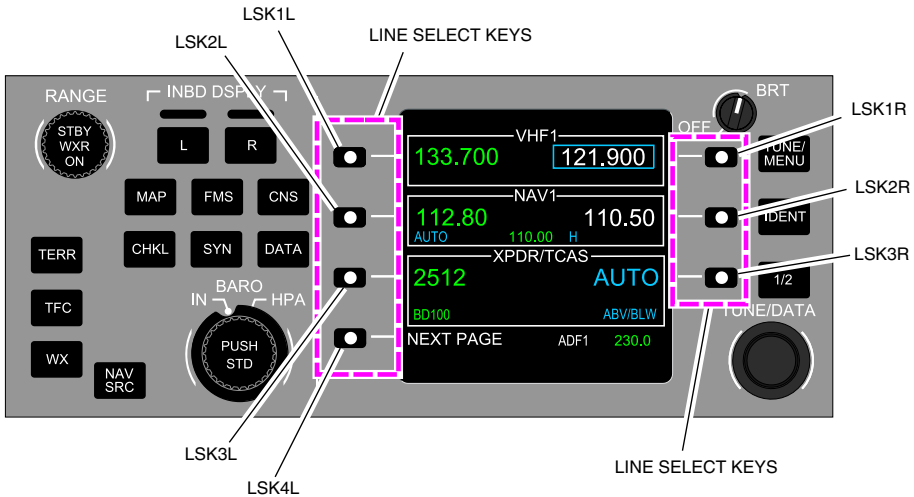 LSK1L
LSK2L
LINE SELECT KEYS
RANGE
STBY
WXR
ON
INBD DSPLY
L
R
MAP
FMS
CNS
CHKL
SYN
DATA
TERR
TFC
WX
NAV
SRC
BARO
IN
HPA
PUSH
STD
VHF1
133.700
121.900
NAV1
112.80
110.50
AUTO
110.00
H
XPDR/TCAS
2512
AUTO
BD100
ABV/BLW
NEXT PAGE
ADF1
230.0
BRT
OFF
TUNE/
MENU
IDENT
1/2
TUNE/DATA
LSK1R
LSK2R
LSK3R
LSK3L
LSK4L
LINE SELECT KEYS